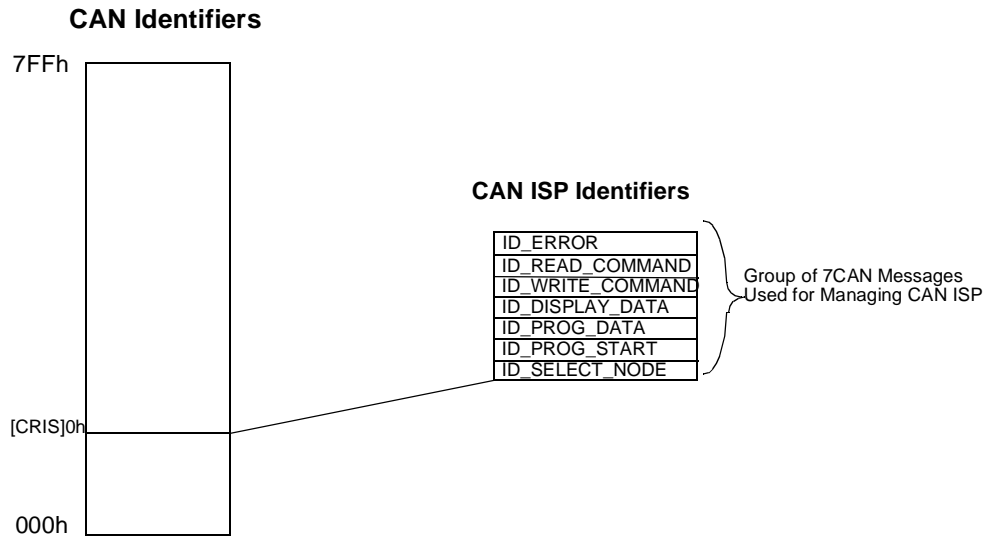 CAN Identifiers
7FFh
CAN ISP Identifiers
ID_ERROR
ID_READ_COMMAND
ID_WRITE_COMMAND
ID_DISPLAY_DATA
ID_PROG_DATA
ID_PROG_START
ID_SELECT_NODE
Group of 7CAN Messages
Used for Managing CAN ISP
[CRIS]0h
000h